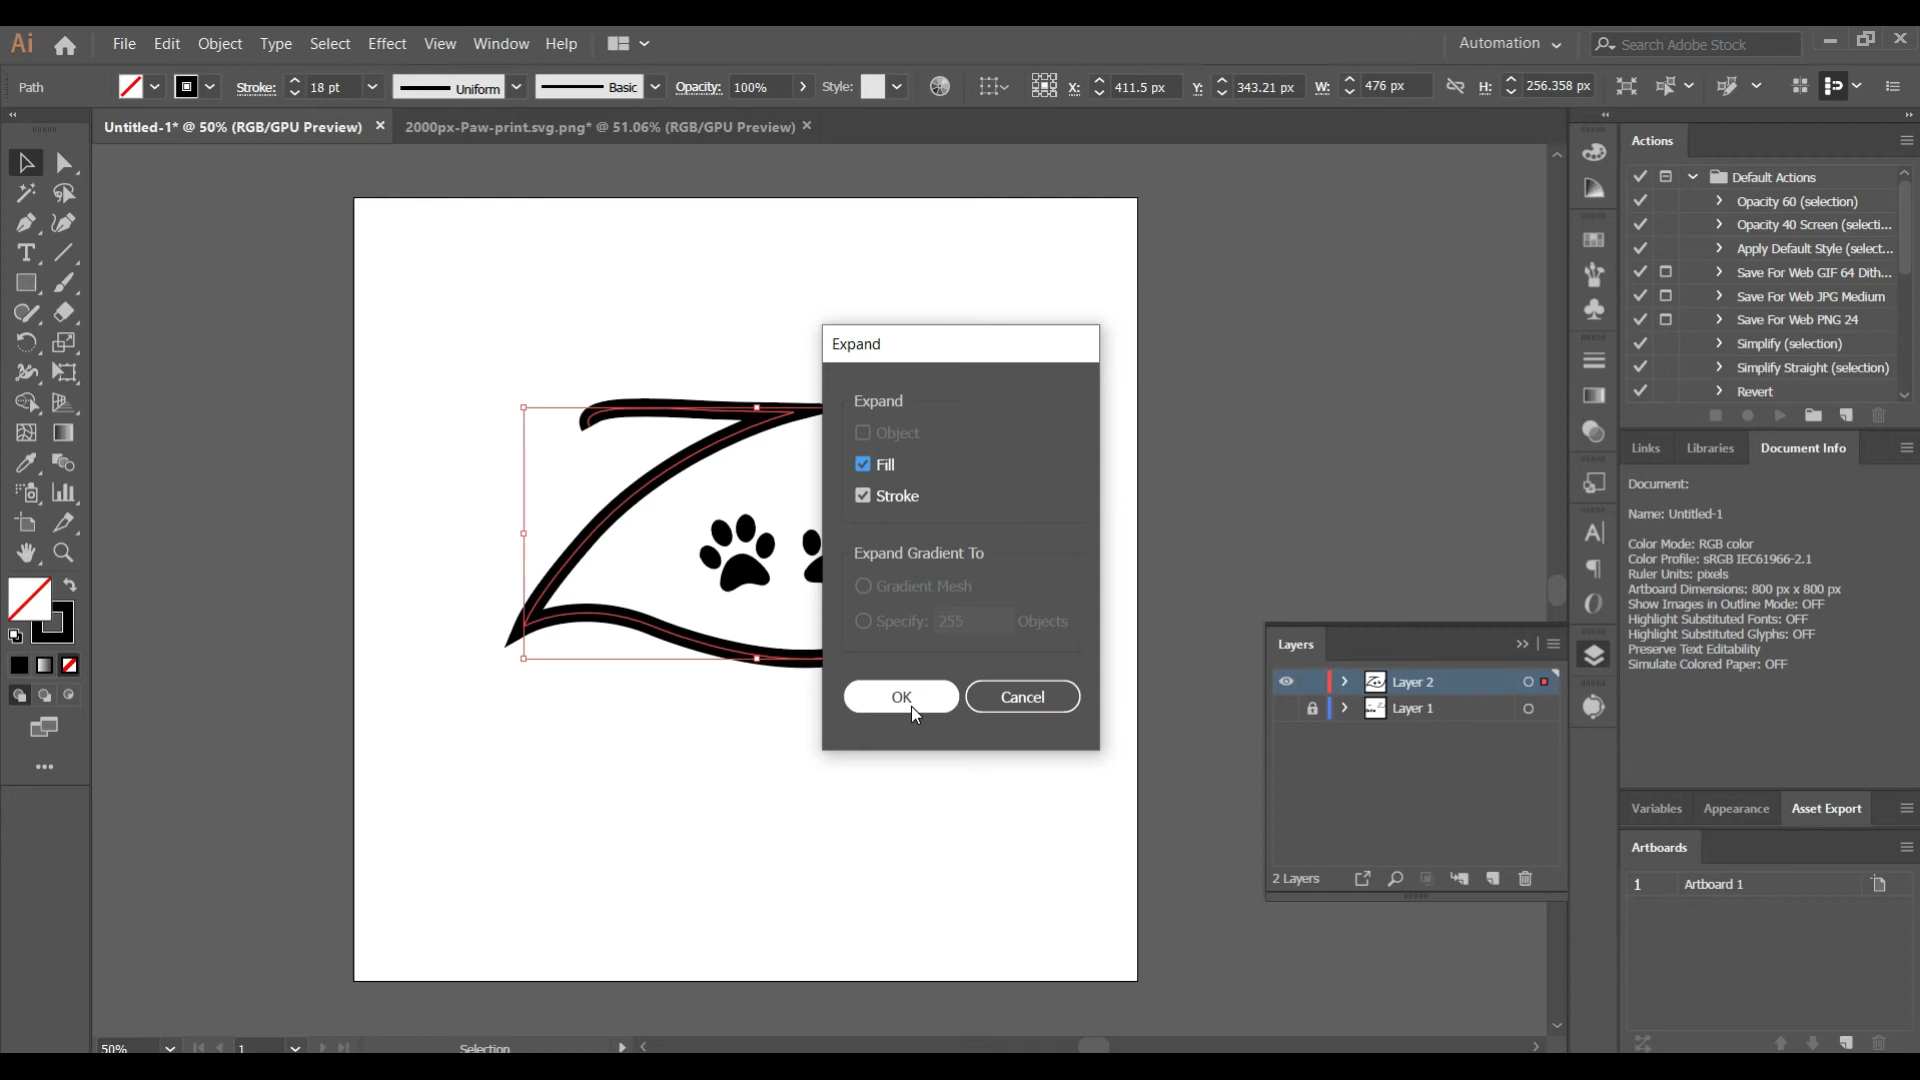 Ai File Edit Object Type Select Effect View Window Help Automation Search Adobe Stock
Path Stroke: 18 pt Uniform Basic Opacity: 100% Style: X: 411.5 px Y: 343.21 px W: 476 px H: 256.358 px
Untitled-1* @ 50% (RGB/GPU Preview) 2000px-Paw-print.svg.png* @ 51.06% (RGB/GPU Preview)
Actions
Default Actions
Opacity 60 (selection)
Opacity 40 Screen (selecti...
Apply Default Style (select...
Save For Web GIF 64 Dith...
Save For Web JPG Medium
Save For Web PNG 24
Simplify (selection)
Simplify Straight (selection)
Revert
Expand
Expand
Object
Fill
Stroke
Expand Gradient To
Gradient Mesh
Specify: 255 Objects
OK Cancel
Links Libraries Document Info
Document:
Name: Untitled-1
Color Mode: RGB color
Color Profile: sRGB IEC61966-2.1
Ruler Units: pixels
Artboard Dimensions: 800 px x 800 px
Show Images in Outline Mode: OFF
Highlight Substituted Fonts: OFF
Highlight Substituted Glyphs: OFF
Preserve Text Editability
Simulate Colored Paper: OFF
Layers
Layer 2
Layer 1
2 Layers
Variables Appearance Asset Export
Artboards
1 Artboard 1
50% 1 Selection